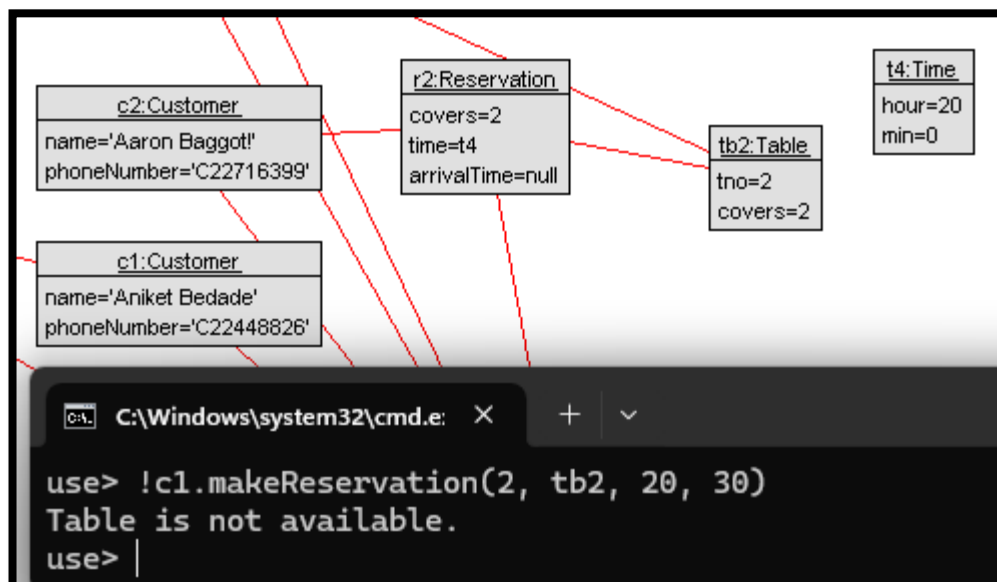 c2:Customer
name='Aaron Baggot!'
phoneNumber='C22716399'
r2:Reservation
covers=2
time=t4
arrivalTime=null
tb2:Table
tno=2
covers=2
t4:Time
hour=20
min=0
c1:Customer
name='Aniket Bedade'
phoneNumber='C22448826'
C:\Windows\system32\cmd.e:
use> !c1.makeReservation(2, tb2, 20, 30)
Table is not available.
use>